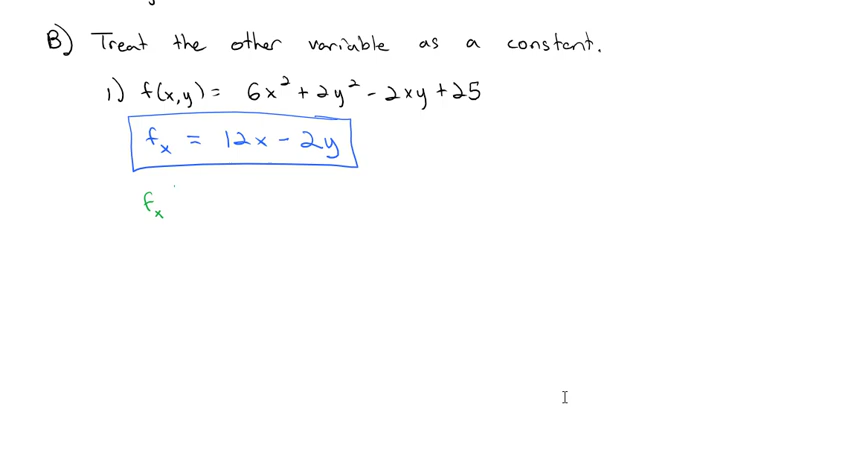 B) Treat the other variable as a constant.
1) f(x,y) = 6x² + 2y² - 2xy + 25
fₓ = 12x - 2y
fₓ